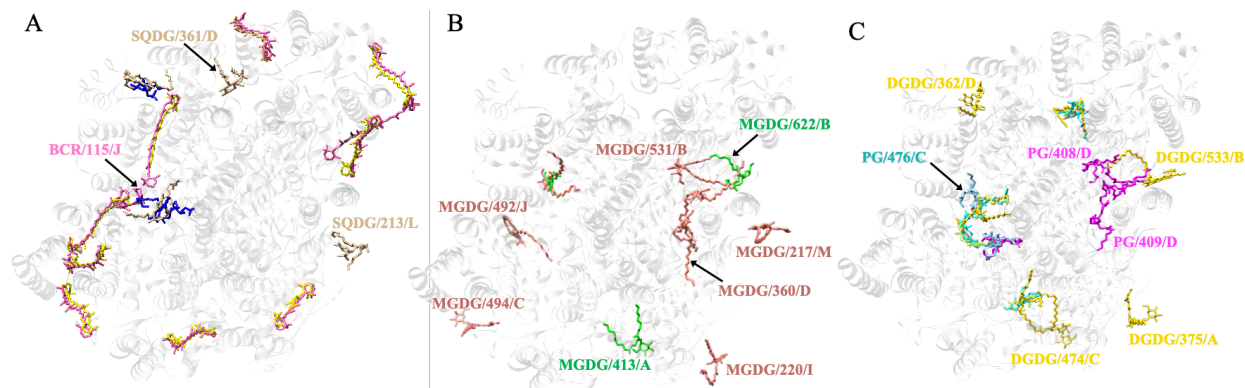 A
SQDG/361/D
BCR/115/J
SQDG/213/L
B
MGDG/622/B
MGDG/531/B
MGDG/492/J
MGDG/217/M
MGDG/360/D
MGDG/494/C
MGDG/413/A
MGDG/220/I
C
DGDG/362/D
PG/476/C
PG/408/D
DGDG/533/B
PG/409/D
DGDG/375/A
DGDG/474/C